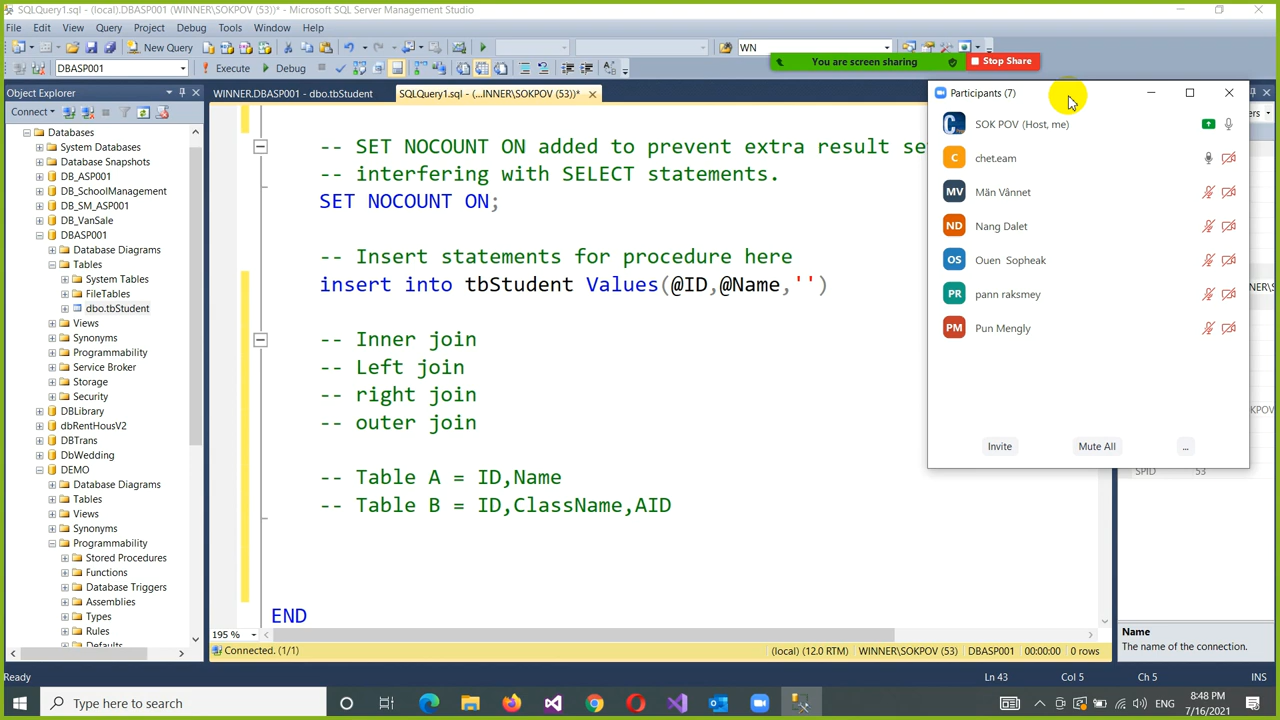 SQLQuery1.sql - (local).DBASP001 (WINNER\SOKPOV (53))* - Microsoft SQL Server Management Studio
File Edit View Query Project Debug Tools Window Help
New Query
WN
DBASP001
Execute
Debug
You are screen sharing
Stop Share
Object Explorer
Connect
Databases
System Databases
Database Snapshots
DB_ASP001
DB_SchoolManagement
DB_SM_ASP001
DB_VanSale
DBASP001
Database Diagrams
Tables
System Tables
FileTables
dbo.tbStudent
Views
Synonyms
Programmability
Service Broker
Storage
Security
DBLibrary
dbRentHousV2
DBTrans
DbWedding
DEMO
Database Diagrams
Tables
Views
Synonyms
Programmability
Stored Procedures
Functions
Database Triggers
Assemblies
Types
Rules
Defaults
WINNER.DBASP001 - dbo.tbStudent
SQLQuery1.sql - (...INNER\SOKPOV (53))*
-- SET NOCOUNT ON added to prevent extra result se
-- interfering with SELECT statements.
SET NOCOUNT ON;
-- Insert statements for procedure here
insert into tbStudent Values(@ID,@Name,'')
-- Inner join
-- Left join
-- right join
-- outer join
-- Table A = ID,Name
-- Table B = ID,ClassName,AID
END
195 %
Connected. (1/1)
(local) (12.0 RTM)
WINNER\SOKPOV (53)
DBASP001
00:00:00
0 rows
Participants (7)
SOK POV (Host, me)
C
chet.eam
MV
Män Vännet
ND
Nang Dalet
OS
Ouen Sopheak
PR
pann raksmey
PM
Pun Mengly
Invite
Mute All
...
SPID
53
Name
The name of the connection.
Ready
Ln 43
Col 5
Ch 5
INS
Type here to search
ENG
8:48 PM
7/16/2021